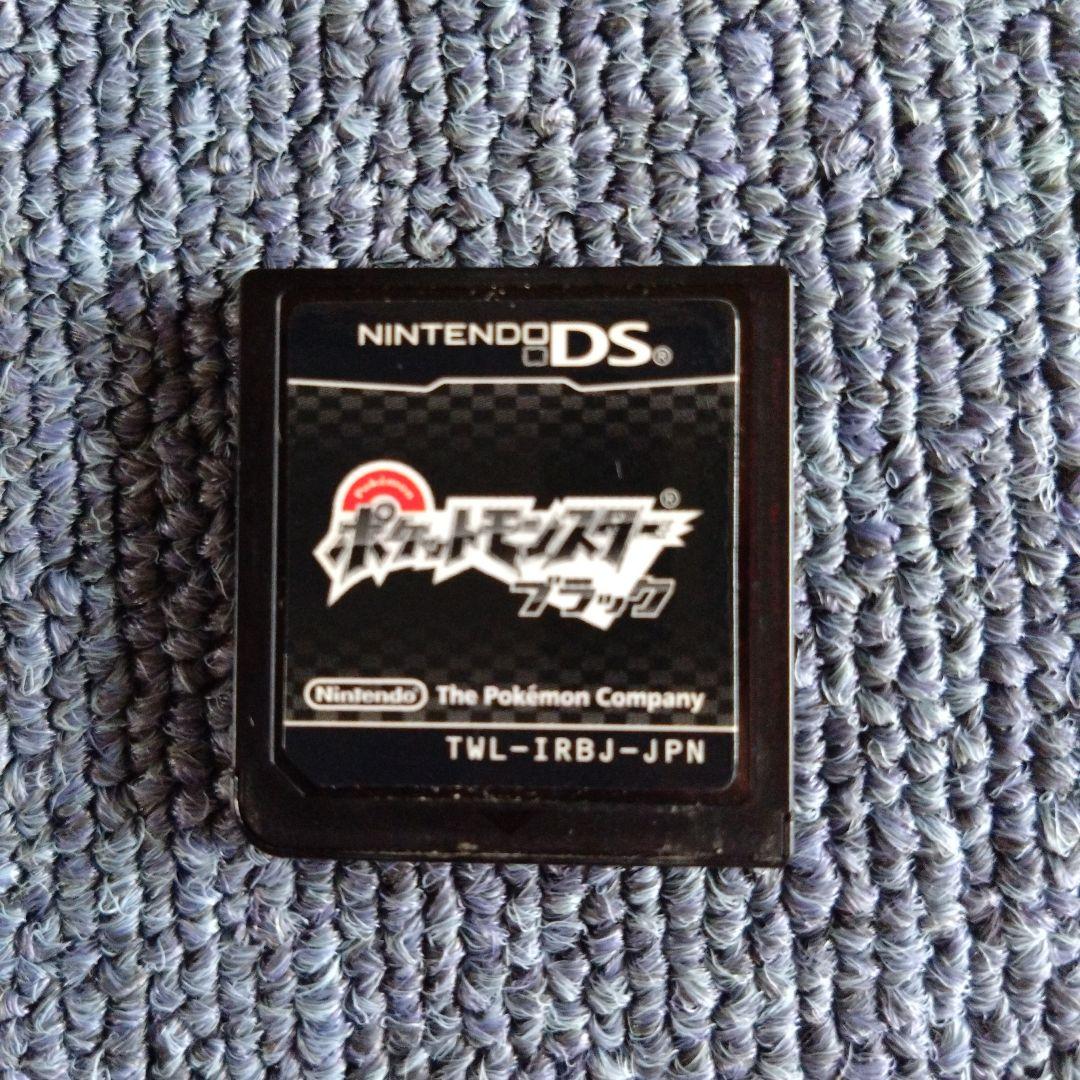 NINTENDO DS®
Pokémon
ポケットモンスター®
ブラック
Nintendo® The Pokémon Company
TWL-IRBJ-JPN